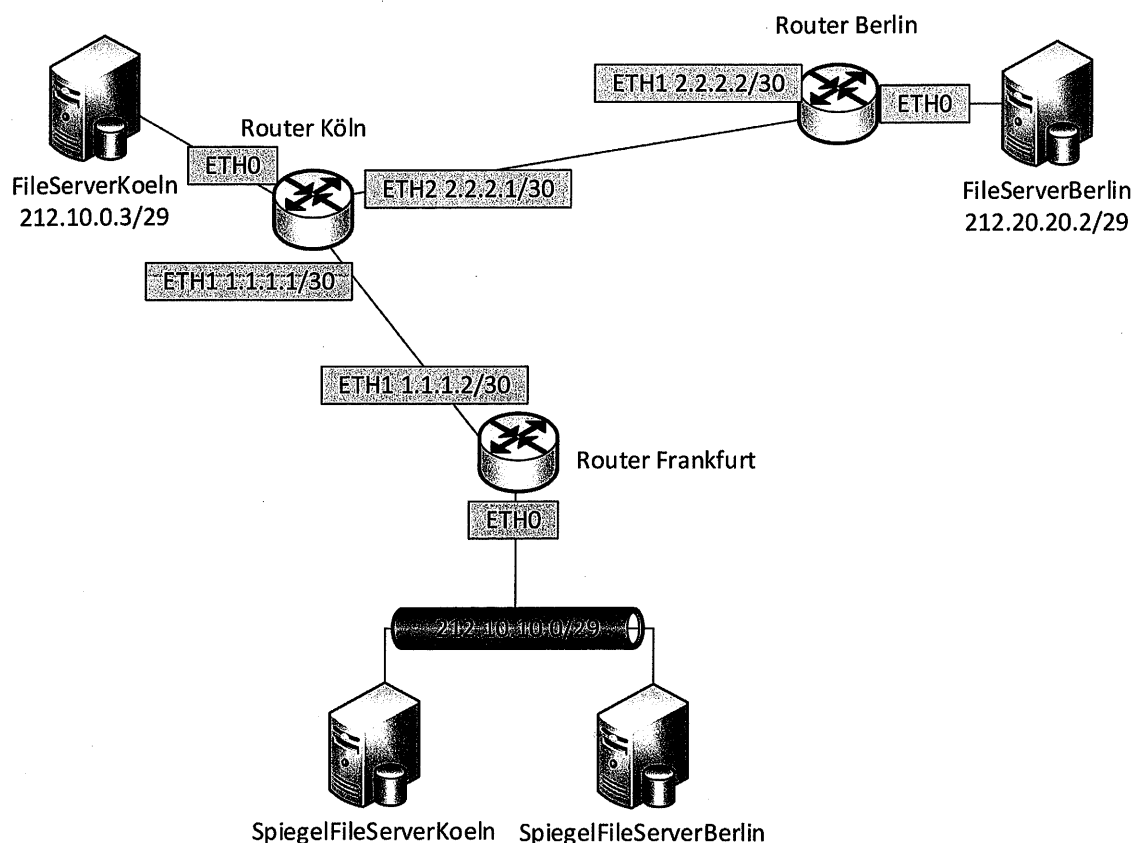 Router Berlin
ETH1 2.2.2.2/30
ETH0
Router Köln
ETH0
FileServerKoeln
212.10.0.3/29
ETH2 2.2.2.1/30
FileServerBerlin
212.20.20.2/29
ETH1 1.1.1.1/30
ETH1 1.1.1.2/30
Router Frankfurt
ETH0
212.10.10.0/29
SpiegelFileServerKoeln
SpiegelFileServerBerlin